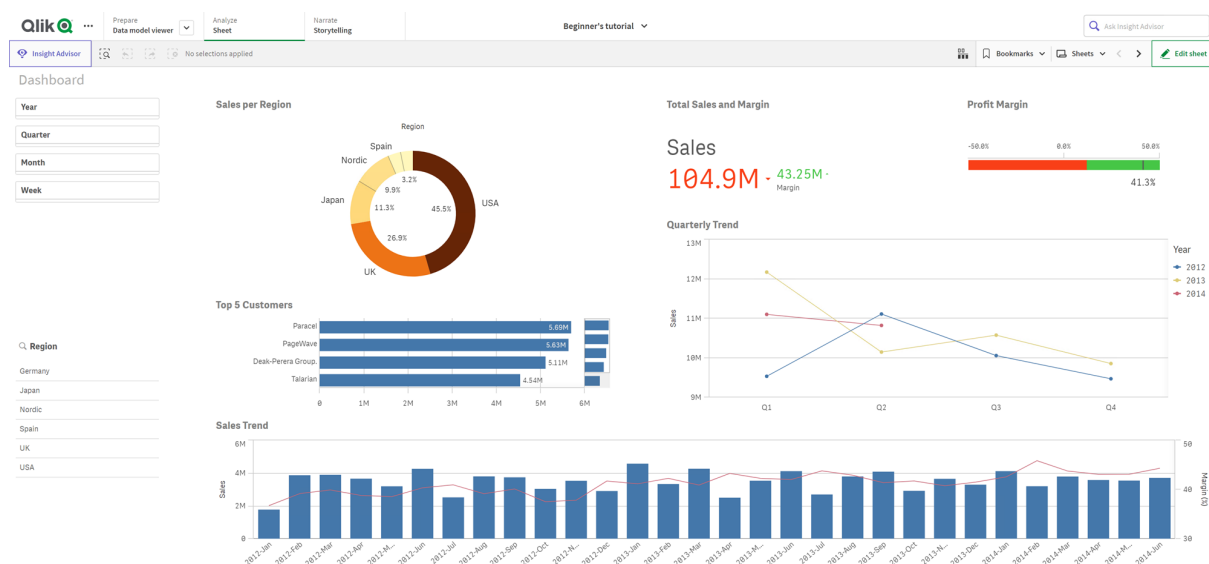 Qlik
Prepare
Data model viewer
Analyze
Sheet
Narrate
Storytelling
Beginner's tutorial
Ask Insight Advisor
Insight Advisor
No selections applied
Bookmarks
Sheets
Edit sheet
Dashboard
Year
Quarter
Month
Week
Region
Germany
Japan
Nordic
Spain
UK
USA
Sales per Region
Region
Spain
Nordic
Japan
UK
USA
3.2%
9.9%
11.3%
26.9%
45.5%
Top 5 Customers
Paracel
PageWave
Deak-Perera Group.
Talarian
5.69M
5.63M
5.11M
4.54M
0 1M 2M 3M 4M 5M 6M
Total Sales and Margin
Sales
104.9M
43.25M
Margin
Profit Margin
-50.0% 0.0% 50.0%
41.3%
Quarterly Trend
13M
12M
11M
10M
9M
Sales
Q1 Q2 Q3 Q4
Year
2012
2013
2014
Sales Trend
6M
4M
2M
0
Sales
50
40
30
Margin (%)
2012-Jan 2012-Feb 2012-Mar 2012-Apr 2012-M... 2012-Jun 2012-Jul 2012-Aug 2012-Sep 2012-Oct 2012-N... 2012-Dec 2013-Jan 2013-Feb 2013-Mar 2013-Apr 2013-M... 2013-Jun 2013-Jul 2013-Aug 2013-Sep 2013-Oct 2013-N... 2013-Dec 2014-Jan 2014-Feb 2014-Mar 2014-Apr 2014-M... 2014-Jun